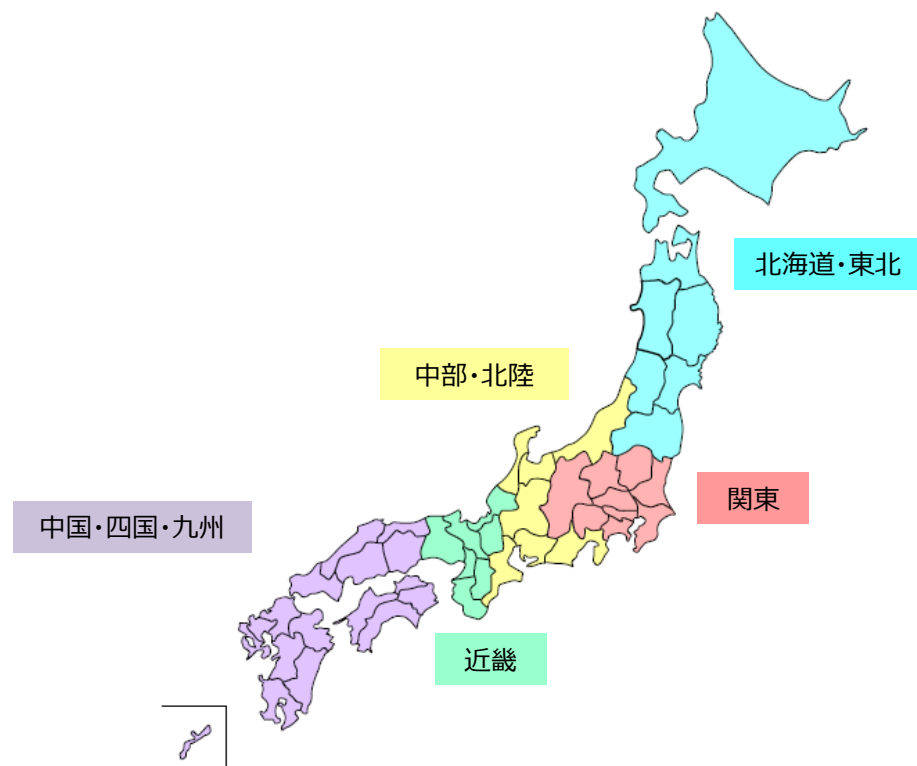 北海道・東北
中部・北陸
関東
中国・四国・九州
近畿